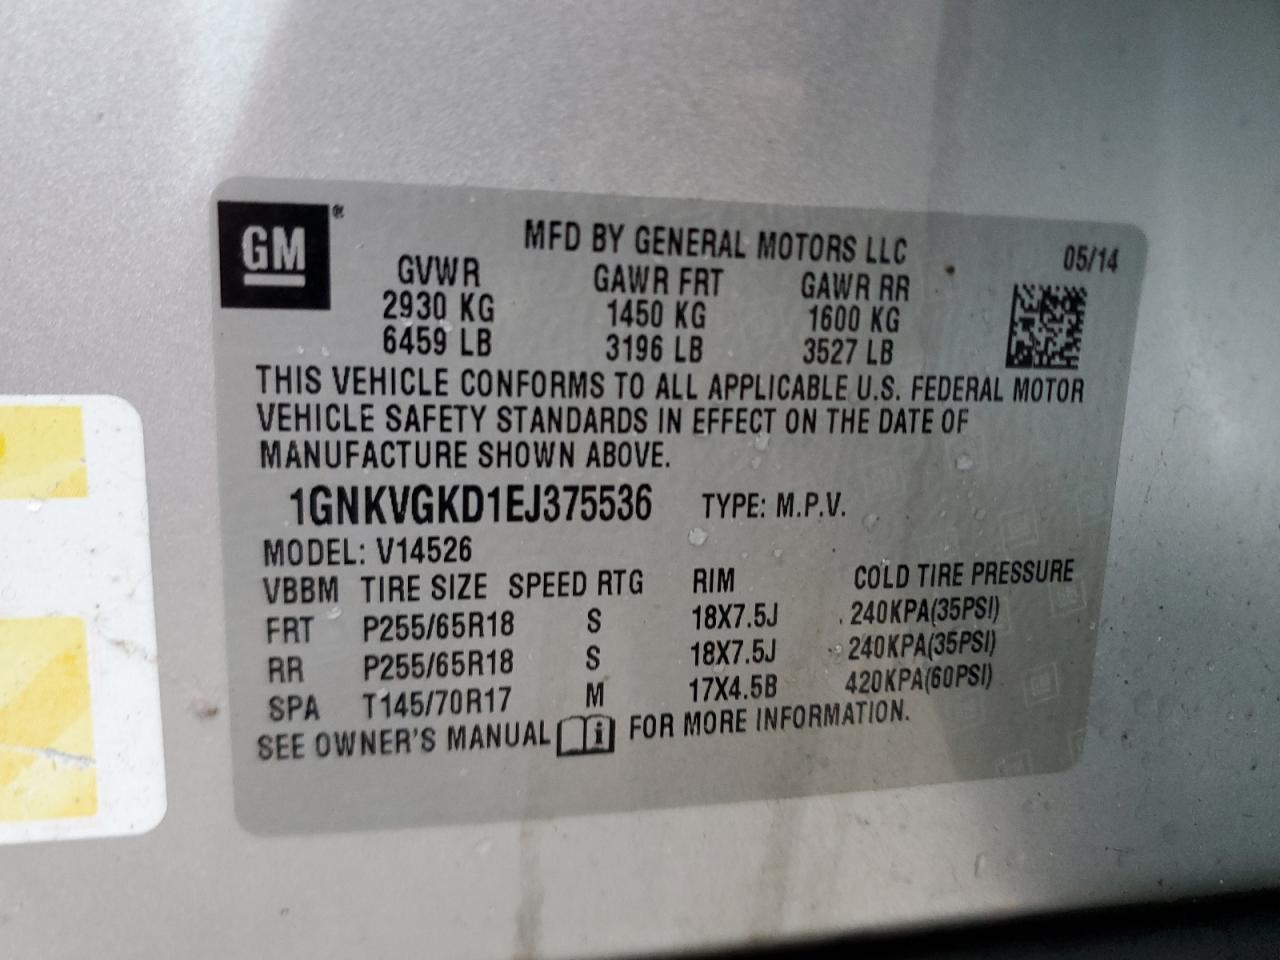 GM ®
MFD BY GENERAL MOTORS LLC 05/14
GVWR GAWR FRT GAWR RR
2930 KG 1450 KG 1600 KG
6459 LB 3196 LB 3527 LB
THIS VEHICLE CONFORMS TO ALL APPLICABLE U.S. FEDERAL MOTOR
VEHICLE SAFETY STANDARDS IN EFFECT ON THE DATE OF
MANUFACTURE SHOWN ABOVE.
1GNKVGKD1EJ375536 TYPE: M.P.V.
MODEL: V14526
VBBM TIRE SIZE SPEED RTG RIM COLD TIRE PRESSURE
FRT P255/65R18 S 18X7.5J 240KPA(35PSI)
RR P255/65R18 S 18X7.5J 240KPA(35PSI)
SPA T145/70R17 M 17X4.5B 420KPA(60PSI)
SEE OWNER'S MANUAL i FOR MORE INFORMATION.